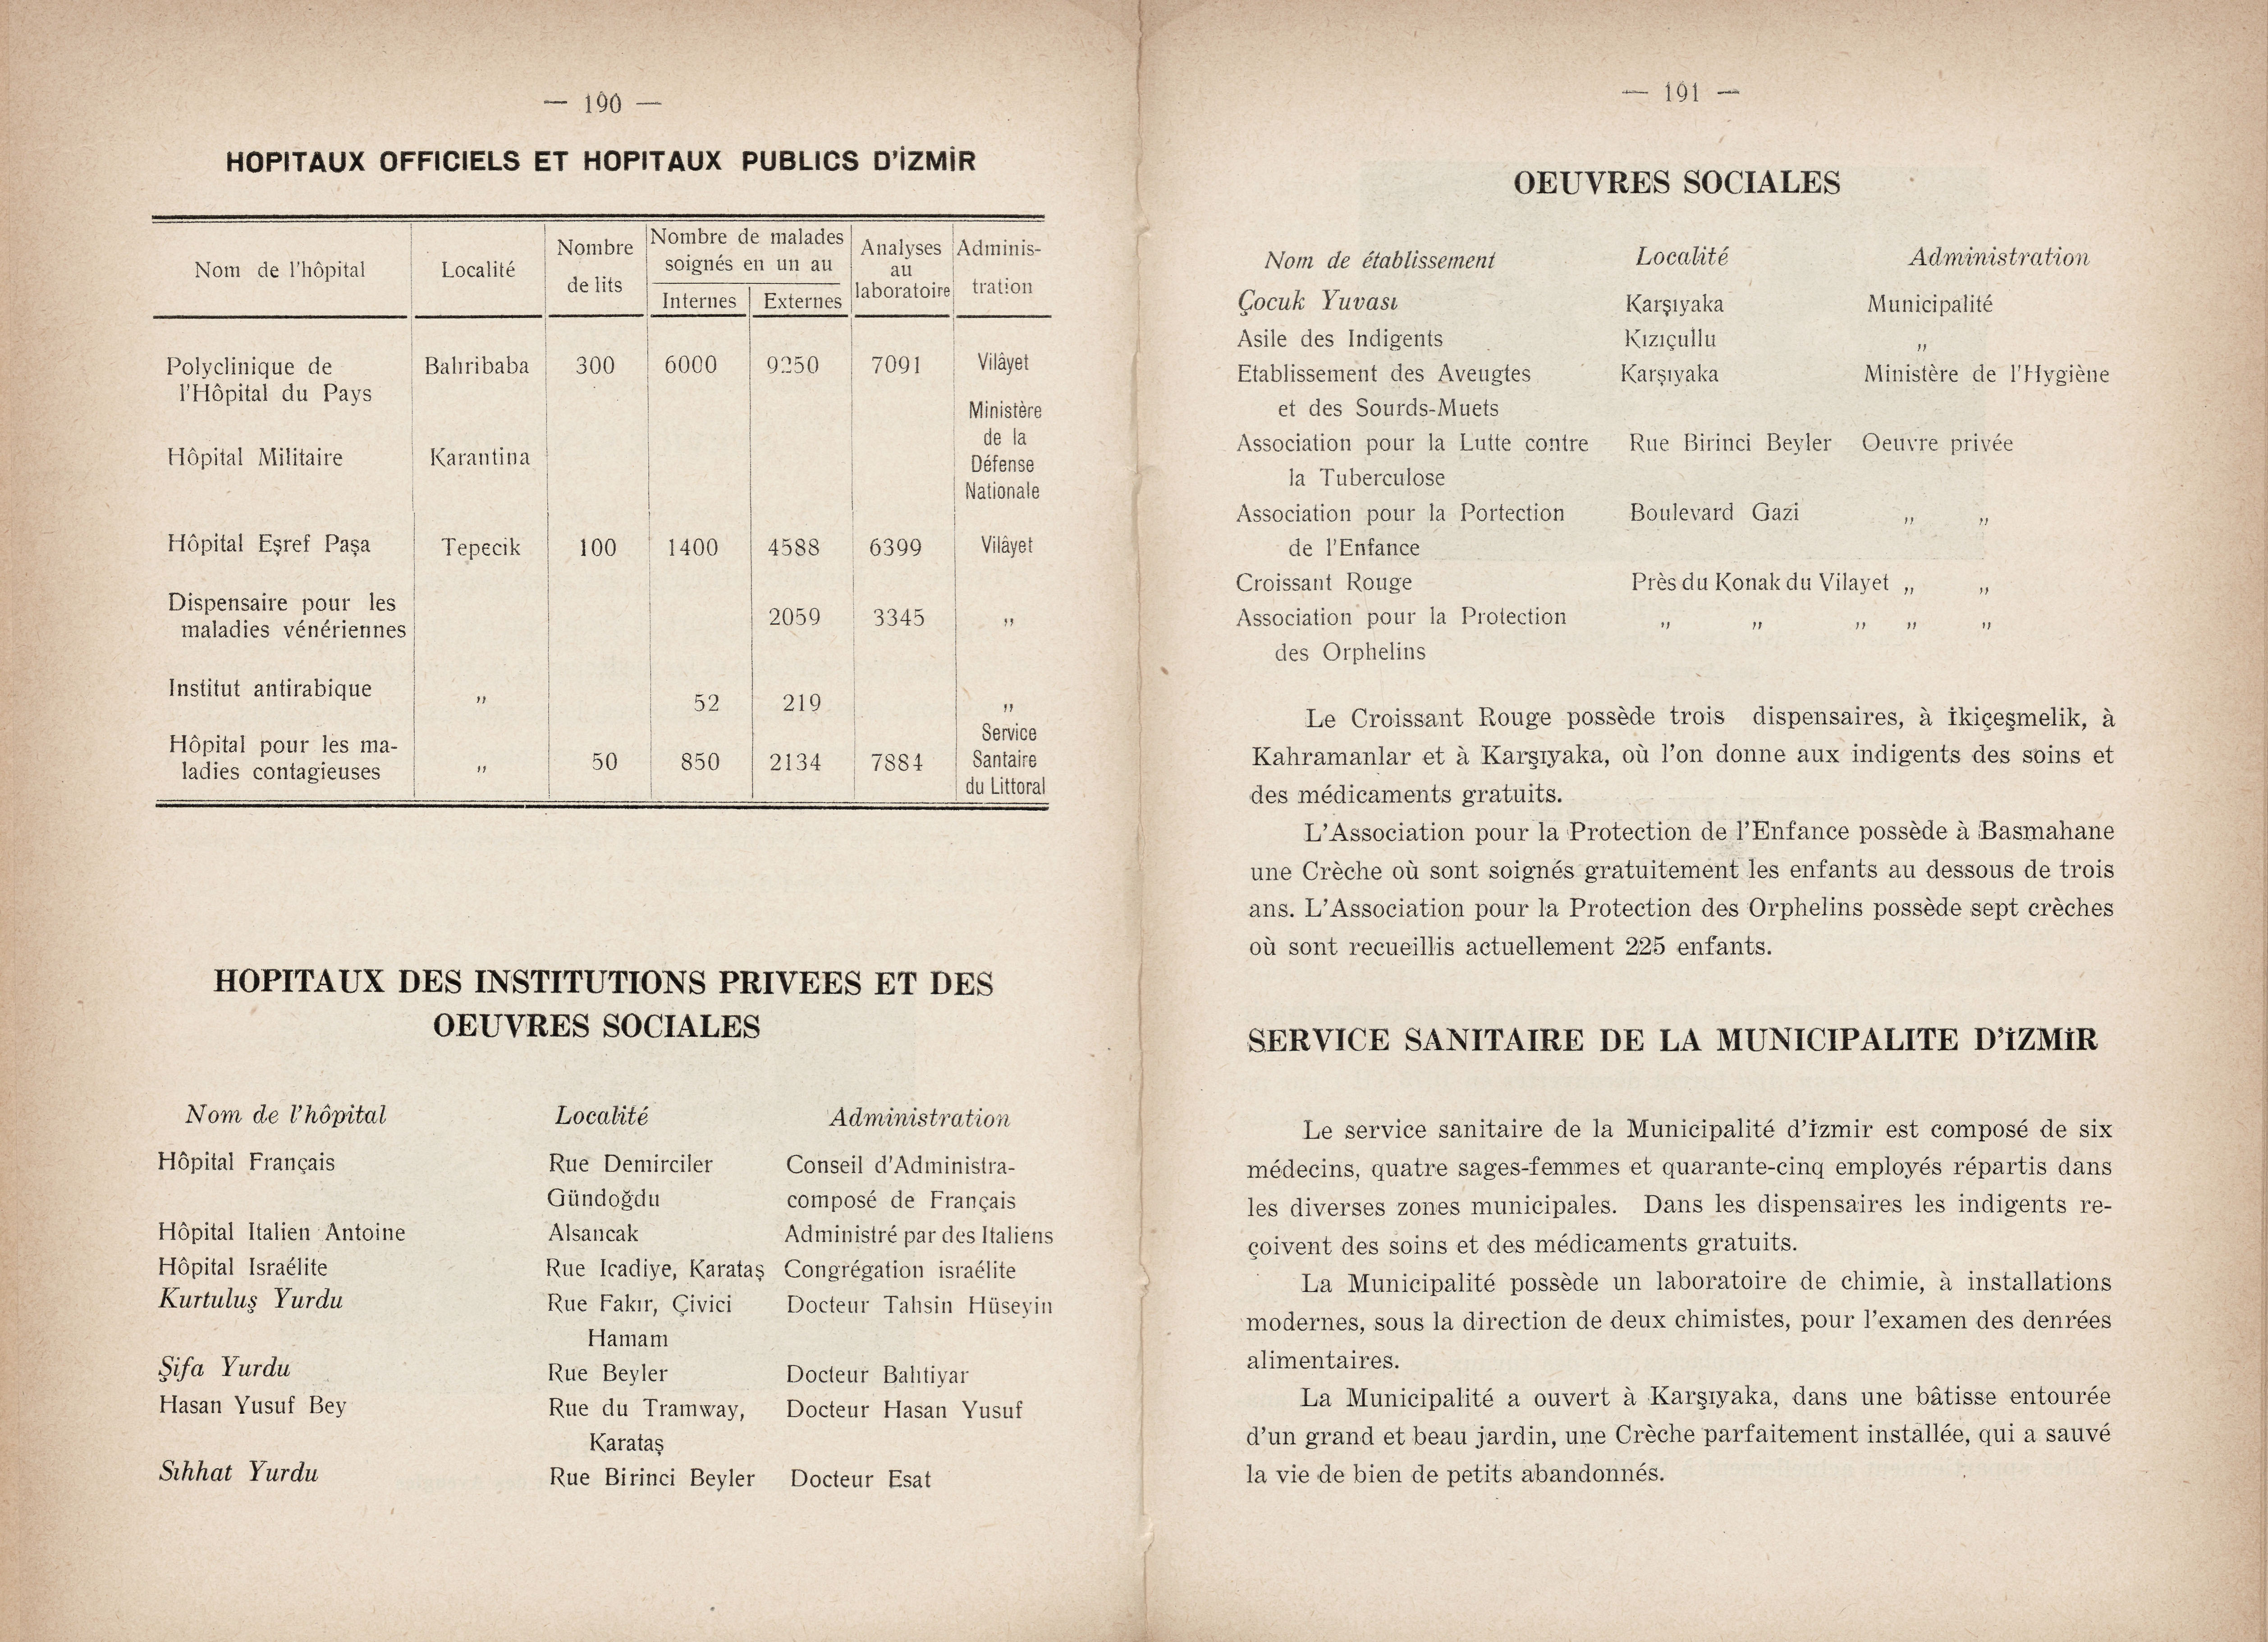 — 190 —
HOPITAUX OFFICIELS ET HOPITAUX PUBLICS D'İZMİR
Nom de l'hôpital Localité Nombre de lits Nombre de malades soignés en un au Internes Externes Analyses au laboratoire Adminis- tration
Polyclinique de Bahribaba 300 6000 9250 7091 Vilâyet
l'Hôpital du Pays
Hôpital Militaire Karantina Ministère
de la
Défense
Nationale
Hôpital Eşref Paşa Tepecik 100 1400 4588 6399 Vilâyet
Dispensaire pour les
maladies vénériennes 2059 3345 „
Institut antirabique „ 52 219 „
Hôpital pour les ma-
ladies contagieuses „ 50 850 2134 7884 Service
Santaire
du Littoral
HOPITAUX DES INSTITUTIONS PRIVEES ET DES
OEUVRES SOCIALES
Nom de l'hôpital Localité Administration
Hôpital Français Rue Demirciler Conseil d'Administra-
Gündoğdu composé de Français
Hôpital Italien Antoine Alsancak Administré par des Italiens
Hôpital Israélite Rue Icadiye, Karataş Congrégation israélite
Kurtuluş Yurdu Rue Fakır, Çivici Docteur Tahsin Hüseyin
Hamam
Şifa Yurdu Rue Beyler Docteur Bahtiyar
Hasan Yusuf Bey Rue du Tramway, Docteur Hasan Yusuf
Karataş
Sıhhat Yurdu Rue Birinci Beyler Docteur Esat
— 191 —
OEUVRES SOCIALES
Nom de établissement Localité Administration
Çocuk Yuvası Karşıyaka Municipalité
Asile des Indigents Kızıçullu „
Etablissement des Aveugtes Karşıyaka Ministère de l'Hygiène
et des Sourds-Muets
Association pour la Lutte contre Rue Birinci Beyler Oeuvre privée
la Tuberculose
Association pour la Portection Boulevard Gazi „ „
de l'Enfance
Croissant Rouge Près du Konak du Vilayet „ „
Association pour la Protection „ „ „ „ „
des Orphelins
Le Croissant Rouge possède trois dispensaires, à İkiçeşmelik, à
Kahramanlar et à Karşıyaka, où l'on donne aux indigents des soins et
des médicaments gratuits.
L'Association pour la Protection de l'Enfance possède à Basmahane
une Crèche où sont soignés gratuitement les enfants au dessous de trois
ans. L'Association pour la Protection des Orphelins possède sept crèches
où sont recueillis actuellement 225 enfants.
SERVICE SANITAIRE DE LA MUNICIPALITE D'İZMİR
Le service sanitaire de la Municipalité d'İzmir est composé de six
médecins, quatre sages-femmes et quarante-cinq employés répartis dans
les diverses zones municipales. Dans les dispensaires les indigents re-
çoivent des soins et des médicaments gratuits.
La Municipalité possède un laboratoire de chimie, à installations
modernes, sous la direction de deux chimistes, pour l'examen des denrées
alimentaires.
La Municipalité a ouvert à Karşıyaka, dans une bâtisse entourée
d'un grand et beau jardin, une Crèche parfaitement installée, qui a sauvé
la vie de bien de petits abandonnés.